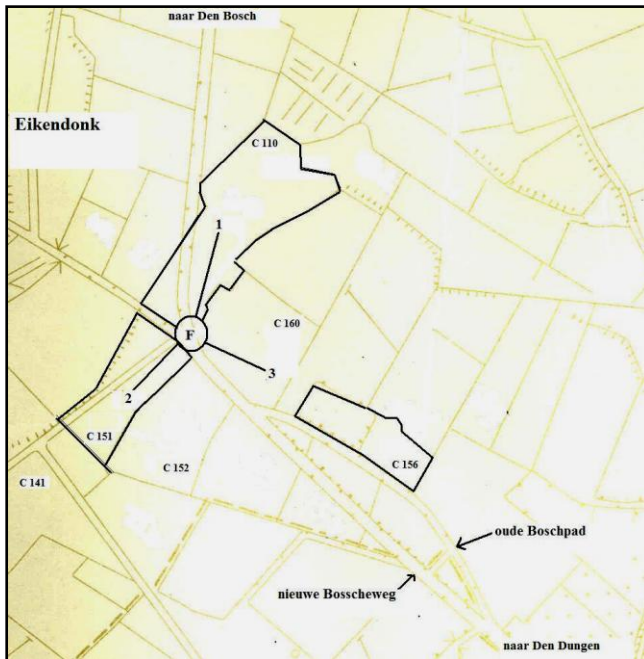 naar Den Bosch
Eikendonk
C 110
1
C 160
F
3
2
C 151
C 152
C 156
C 141
oude Boschpad
nieuwe Bosscheweg
naar Den Dungen